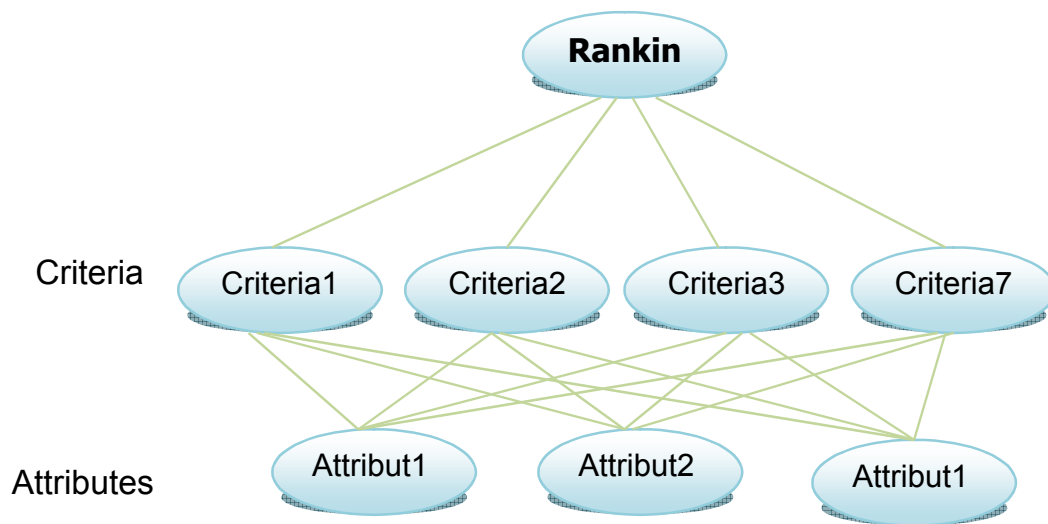 Rankin
Criteria
Criteria1
Criteria2
Criteria3
Criteria7
Attributes
Attribut1
Attribut2
Attribut1